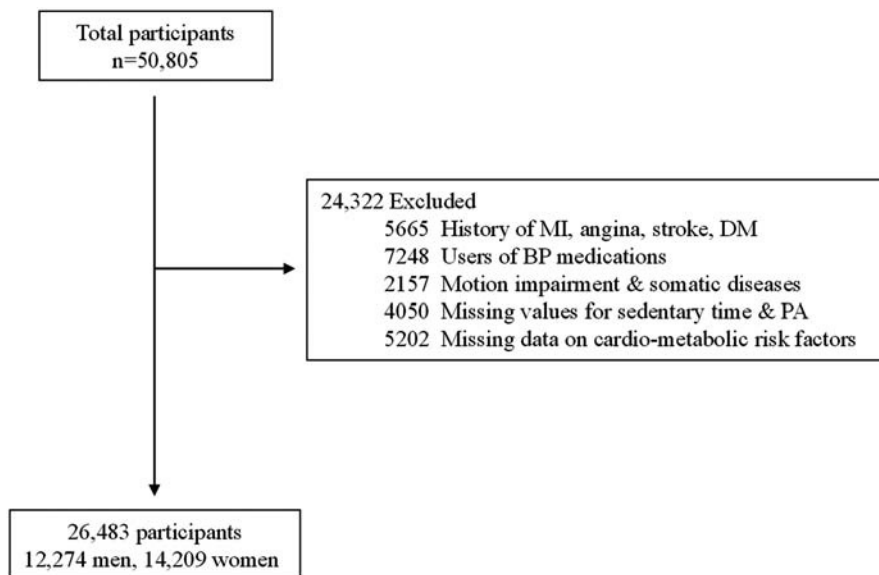 Total participants
n=50,805
24,322 Excluded
5665 History of MI, angina, stroke, DM
7248 Users of BP medications
2157 Motion impairment & somatic diseases
4050 Missing values for sedentary time & PA
5202 Missing data on cardio-metabolic risk factors
26,483 participants
12,274 men, 14,209 women